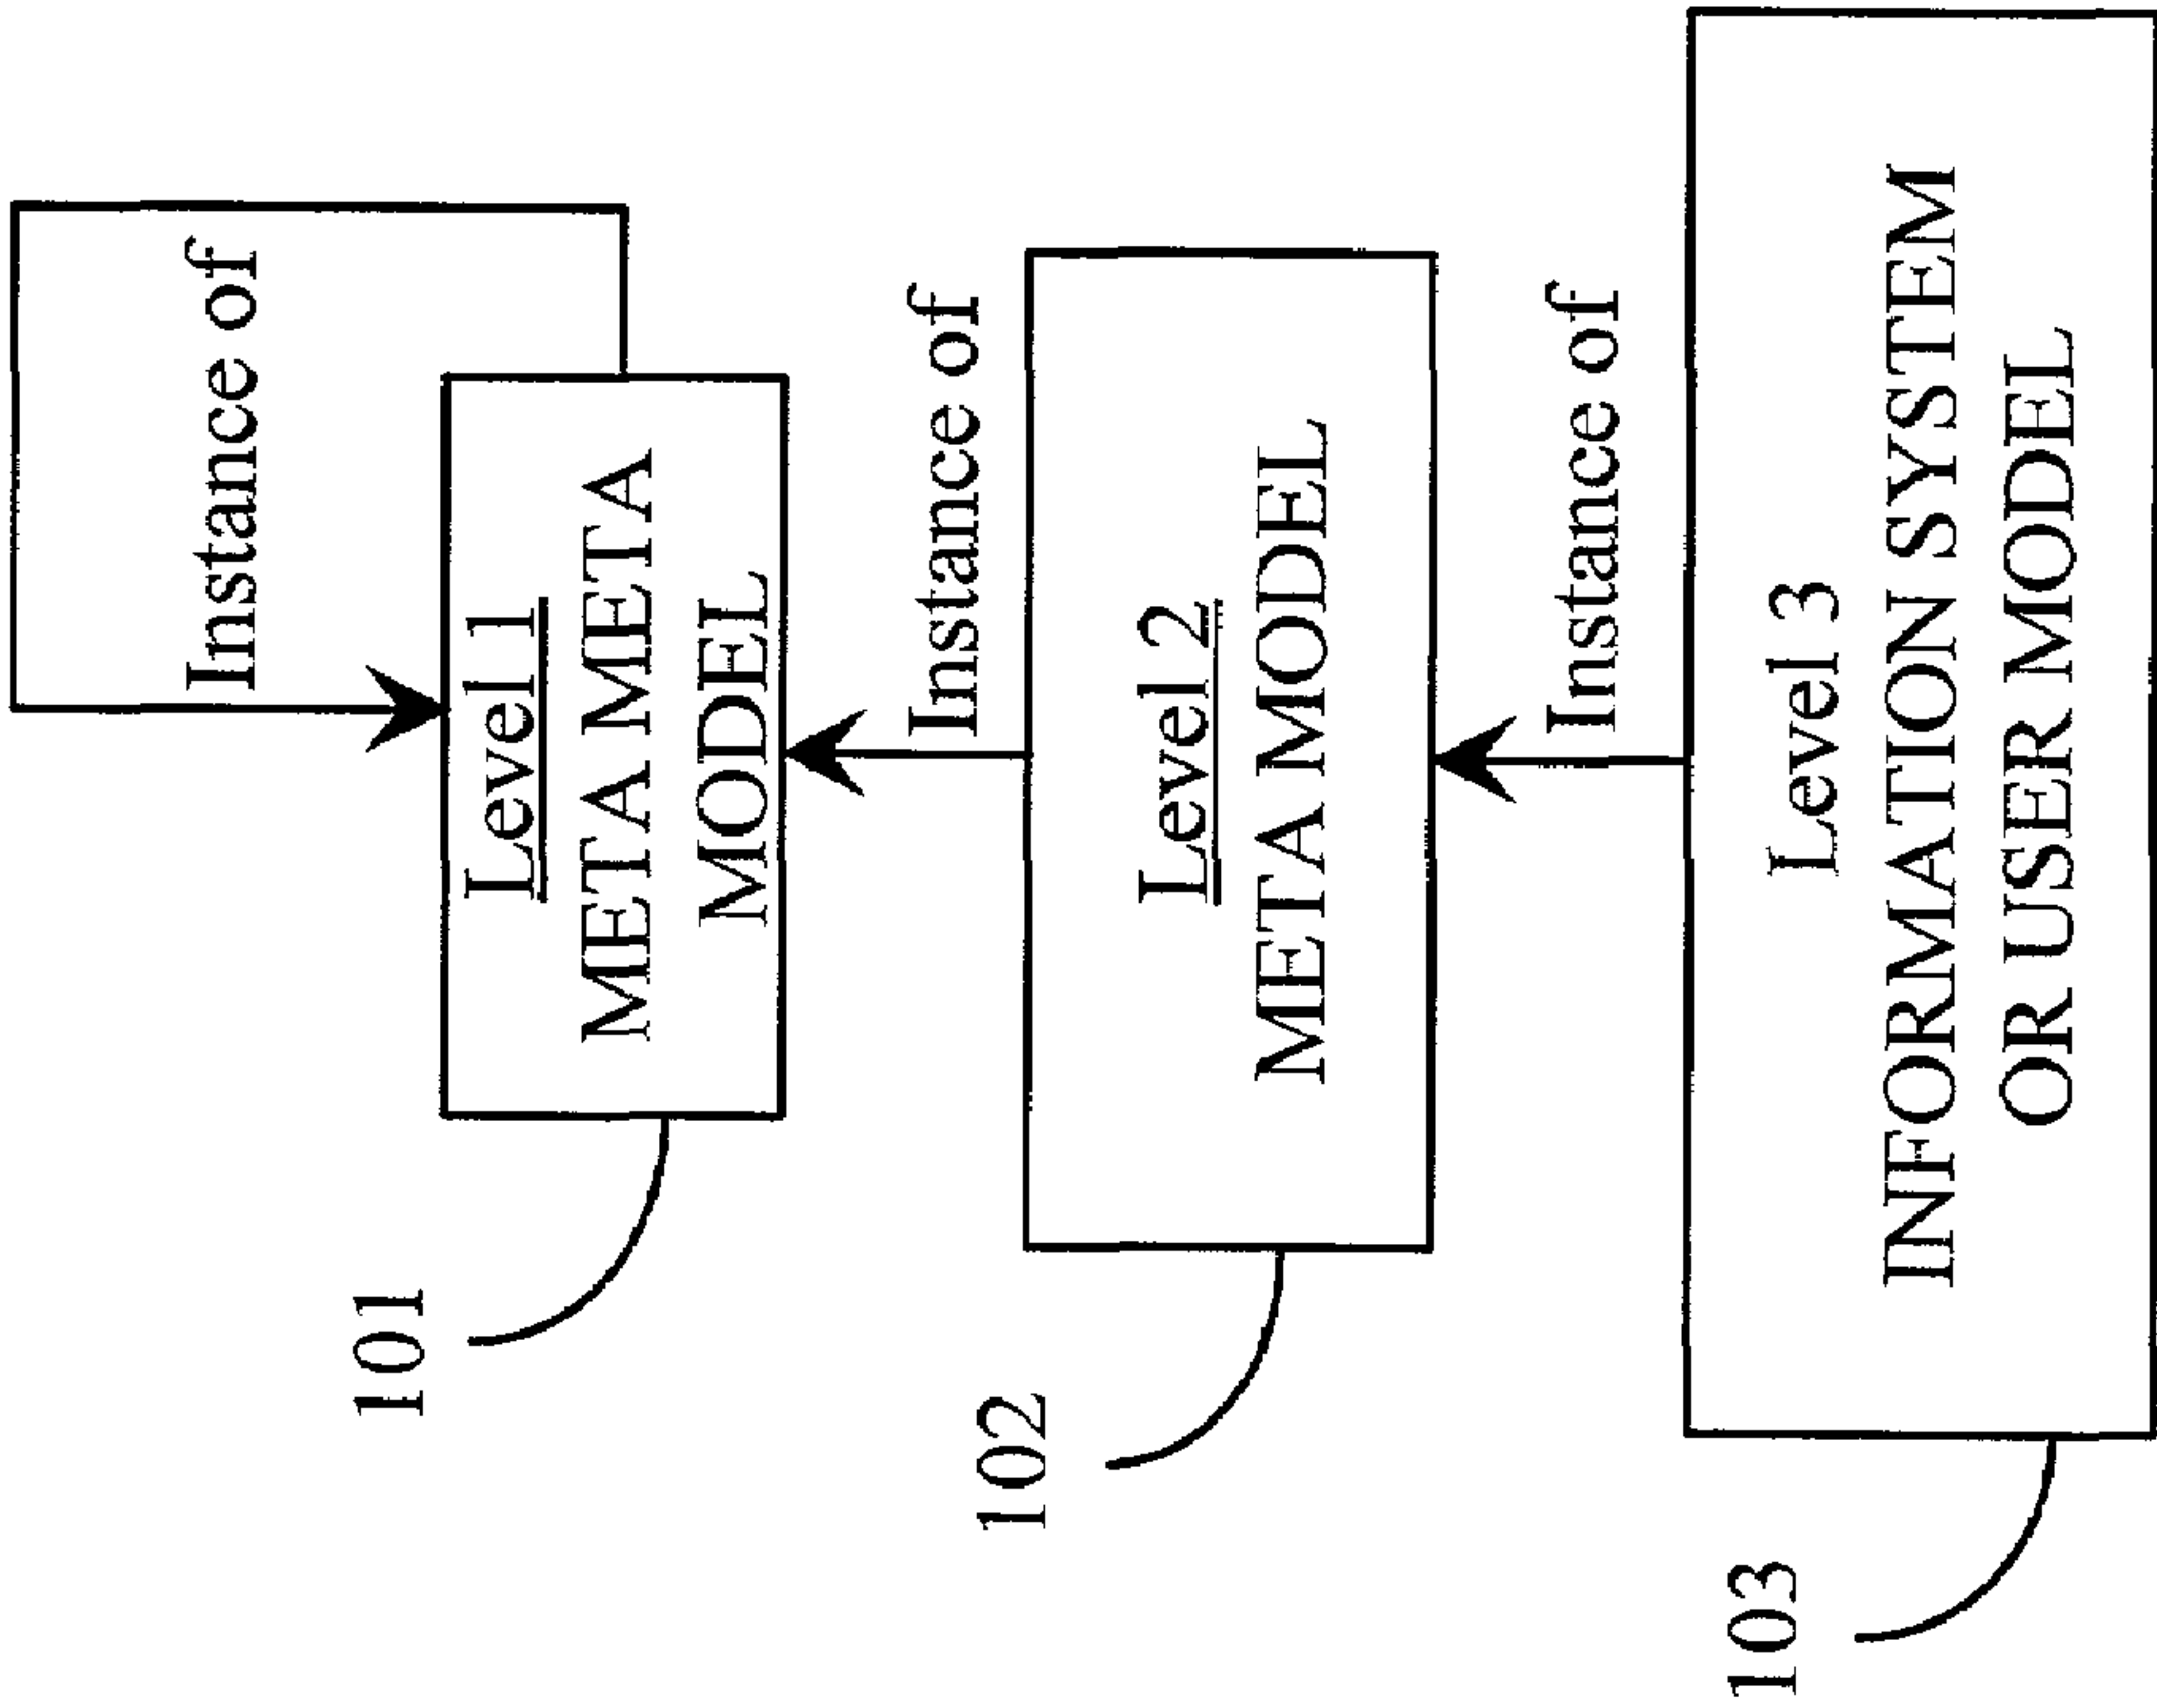 Instance of
101
Level 1
META META
MODEL
Instance of
102
Level 2
META MODEL
Instance of
103
Level 3
INFORMATION SYSTEM
OR USER MODEL